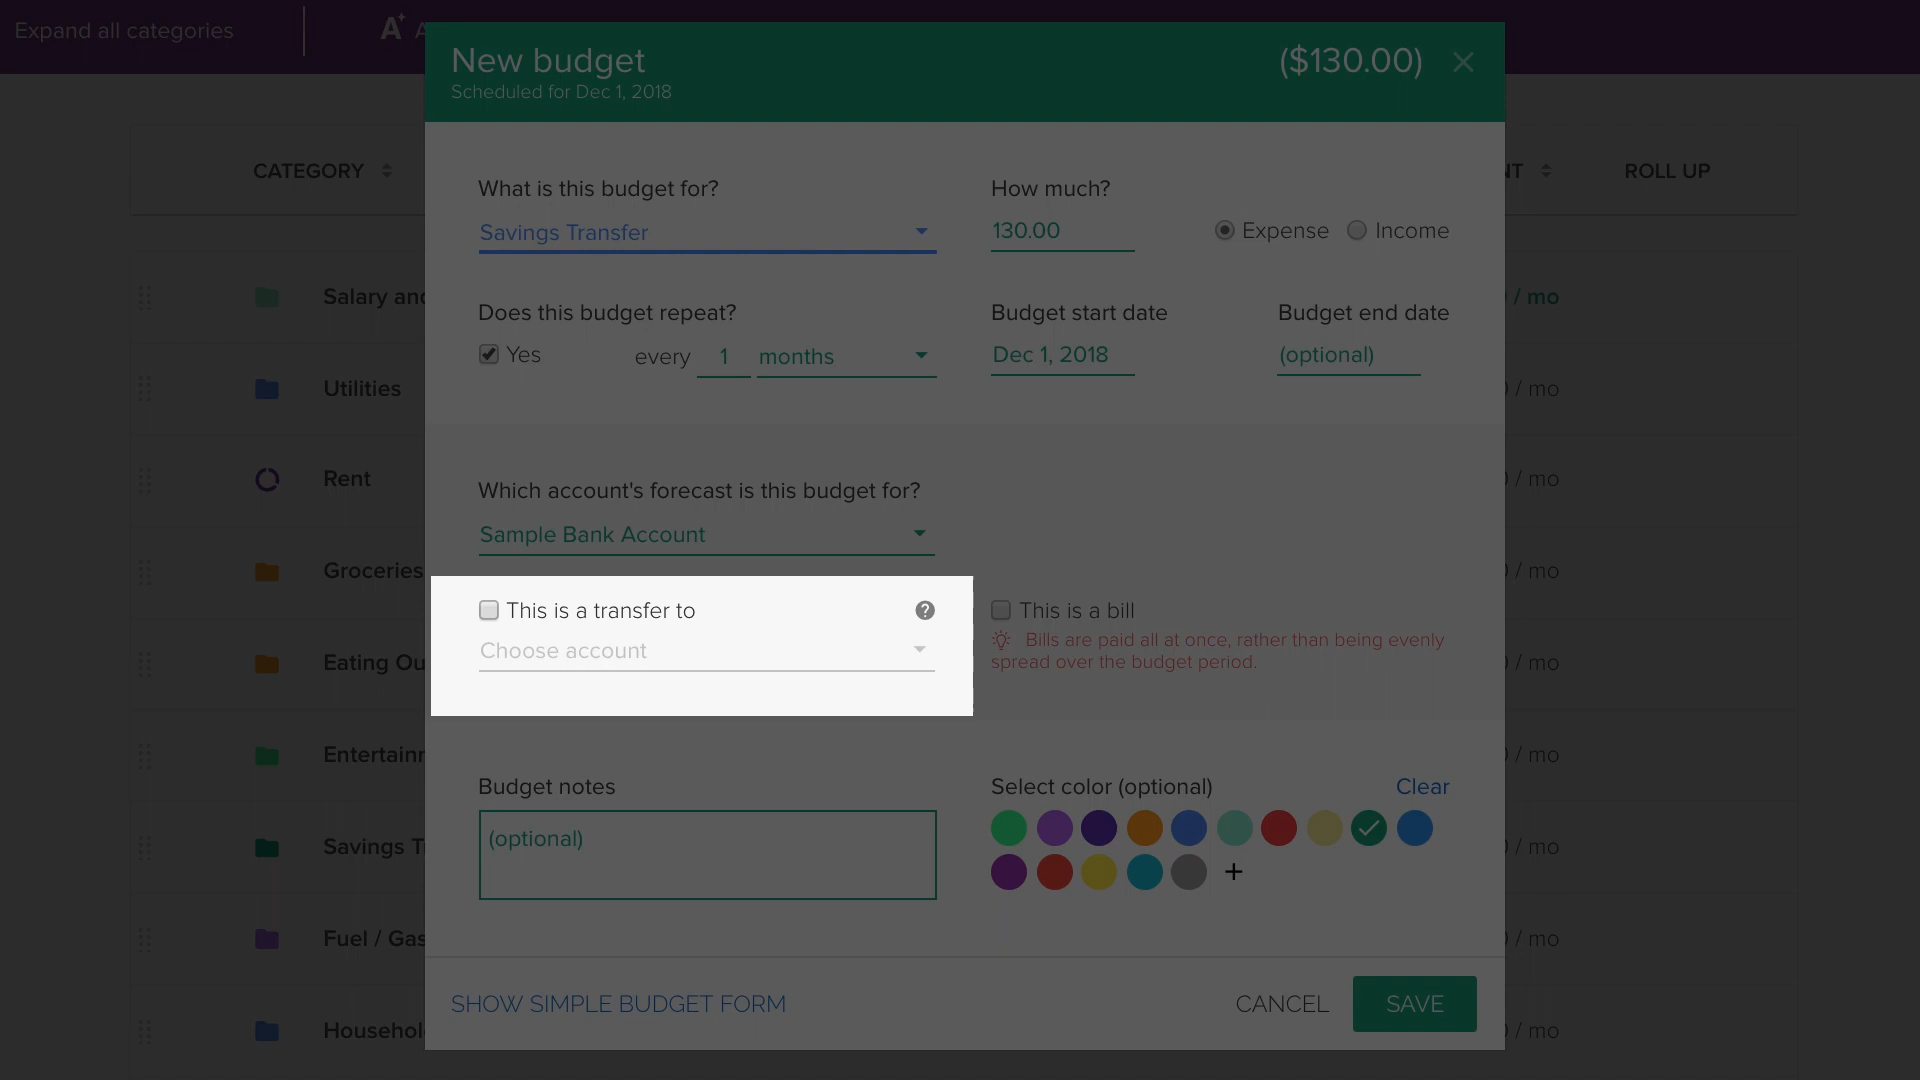 Expand all categories
A
New budget
($130.00)
Scheduled for Dec 1, 2018
CATEGORY
ROLL UP
What is this budget for?
How much?
Savings Transfer
130.00
Expense
Income
Salary and
/ mo
Does this budget repeat?
Budget start date
Budget end date
Yes
every
1
months
Dec 1, 2018
(optional)
Utilities
/ mo
Rent
/ mo
Which account's forecast is this budget for?
Sample Bank Account
Groceries
/ mo
This is a transfer to
?
This is a bill
Choose account
Bills are paid all at once, rather than being evenly
spread over the budget period.
Eating Ou
/ mo
Entertain
/ mo
Budget notes
Select color (optional)
Clear
(optional)
Savings T
/ mo
Fuel / Gas
/ mo
SHOW SIMPLE BUDGET FORM
CANCEL
SAVE
Househol
/ mo